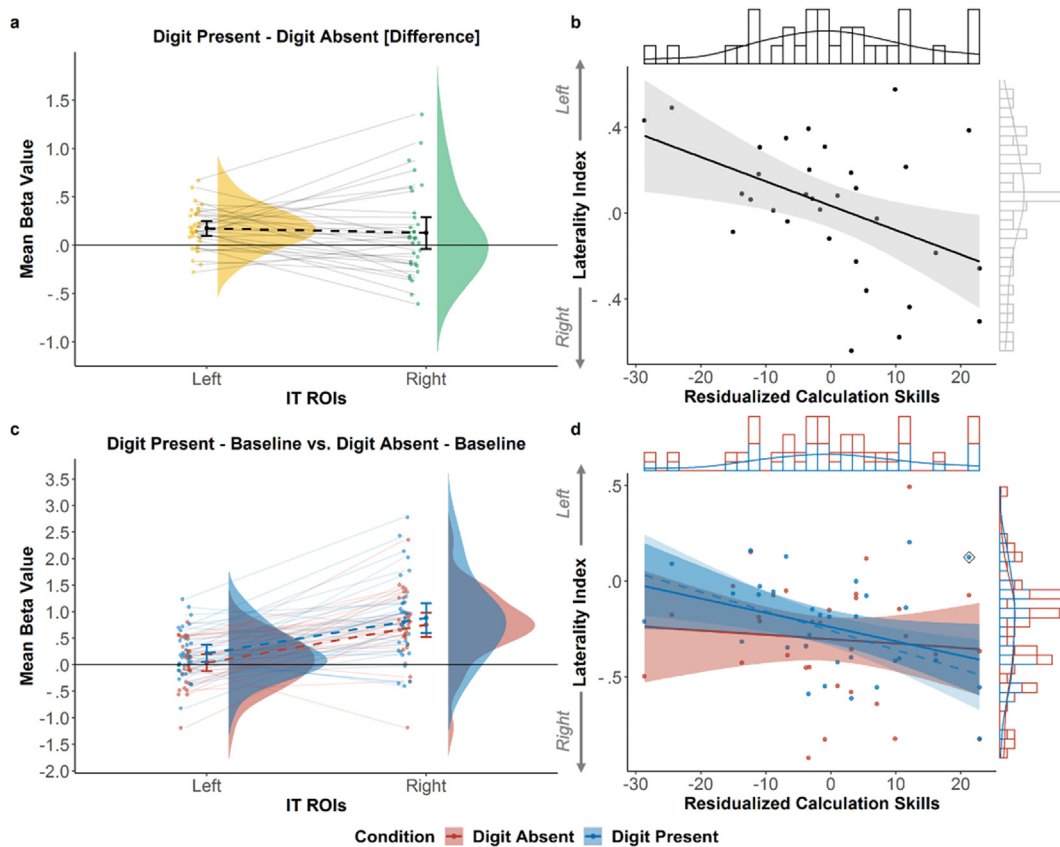 a
Digit Present - Digit Absent [Difference]
Mean Beta Value
1.5
1.0
.5
.0
- .5
-1.0
Left
Right
IT ROIs
b
Left
Laterality Index
Right
.4
.0
- .4
-30
-20
-10
0
10
20
Residualized Calculation Skills
c
Digit Present - Baseline vs. Digit Absent - Baseline
Mean Beta Value
3.5
3.0
2.5
2.0
1.5
1.0
.5
.0
-.5
-1.0
-1.5
-2.0
Left
Right
IT ROIs
d
Left
Laterality Index
Right
.5
.0
-.5
-30
-20
-10
0
10
20
Residualized Calculation Skills
Condition Digit Absent Digit Present